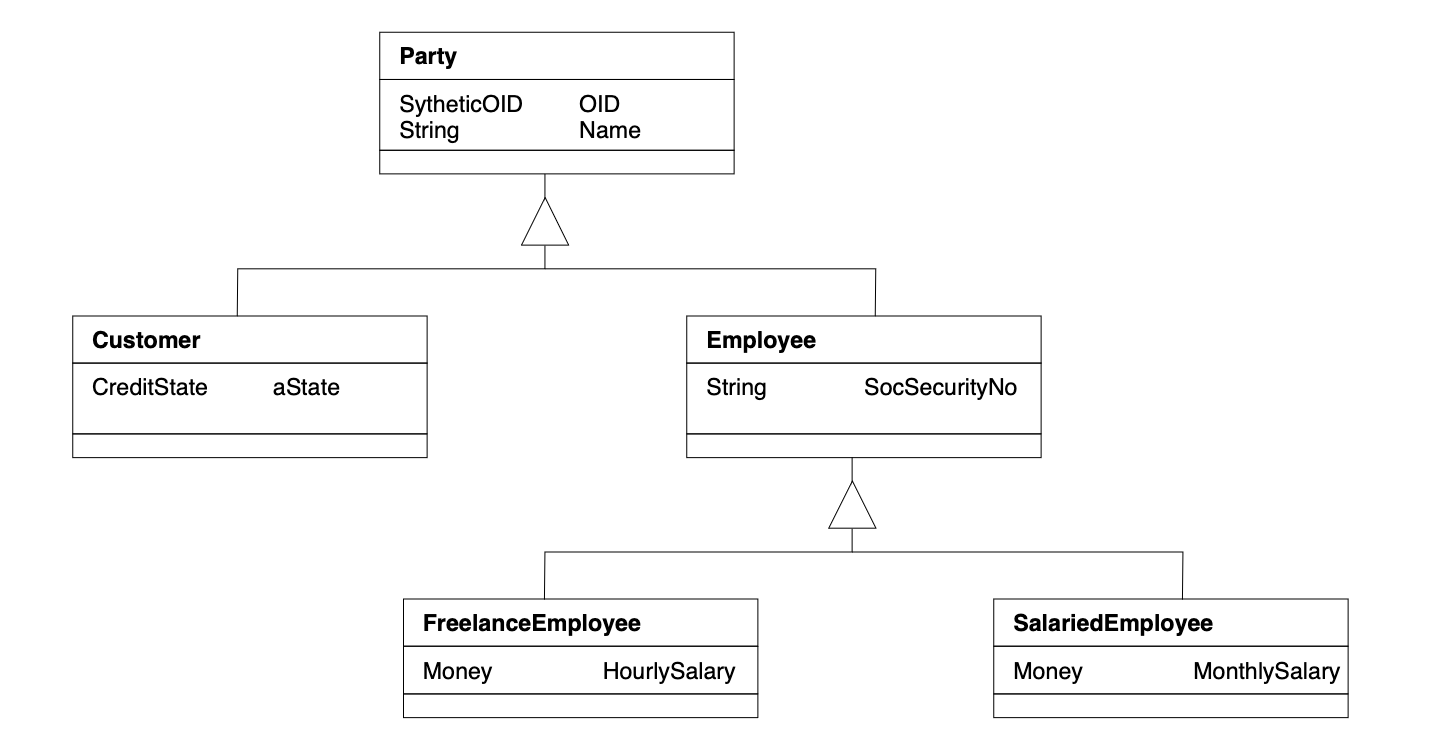 Party
SytheticOID OID
String Name
Customer
CreditState aState
Employee
String SocSecurityNo
FreelanceEmployee
Money HourlySalary
SalariedEmployee
Money MonthlySalary